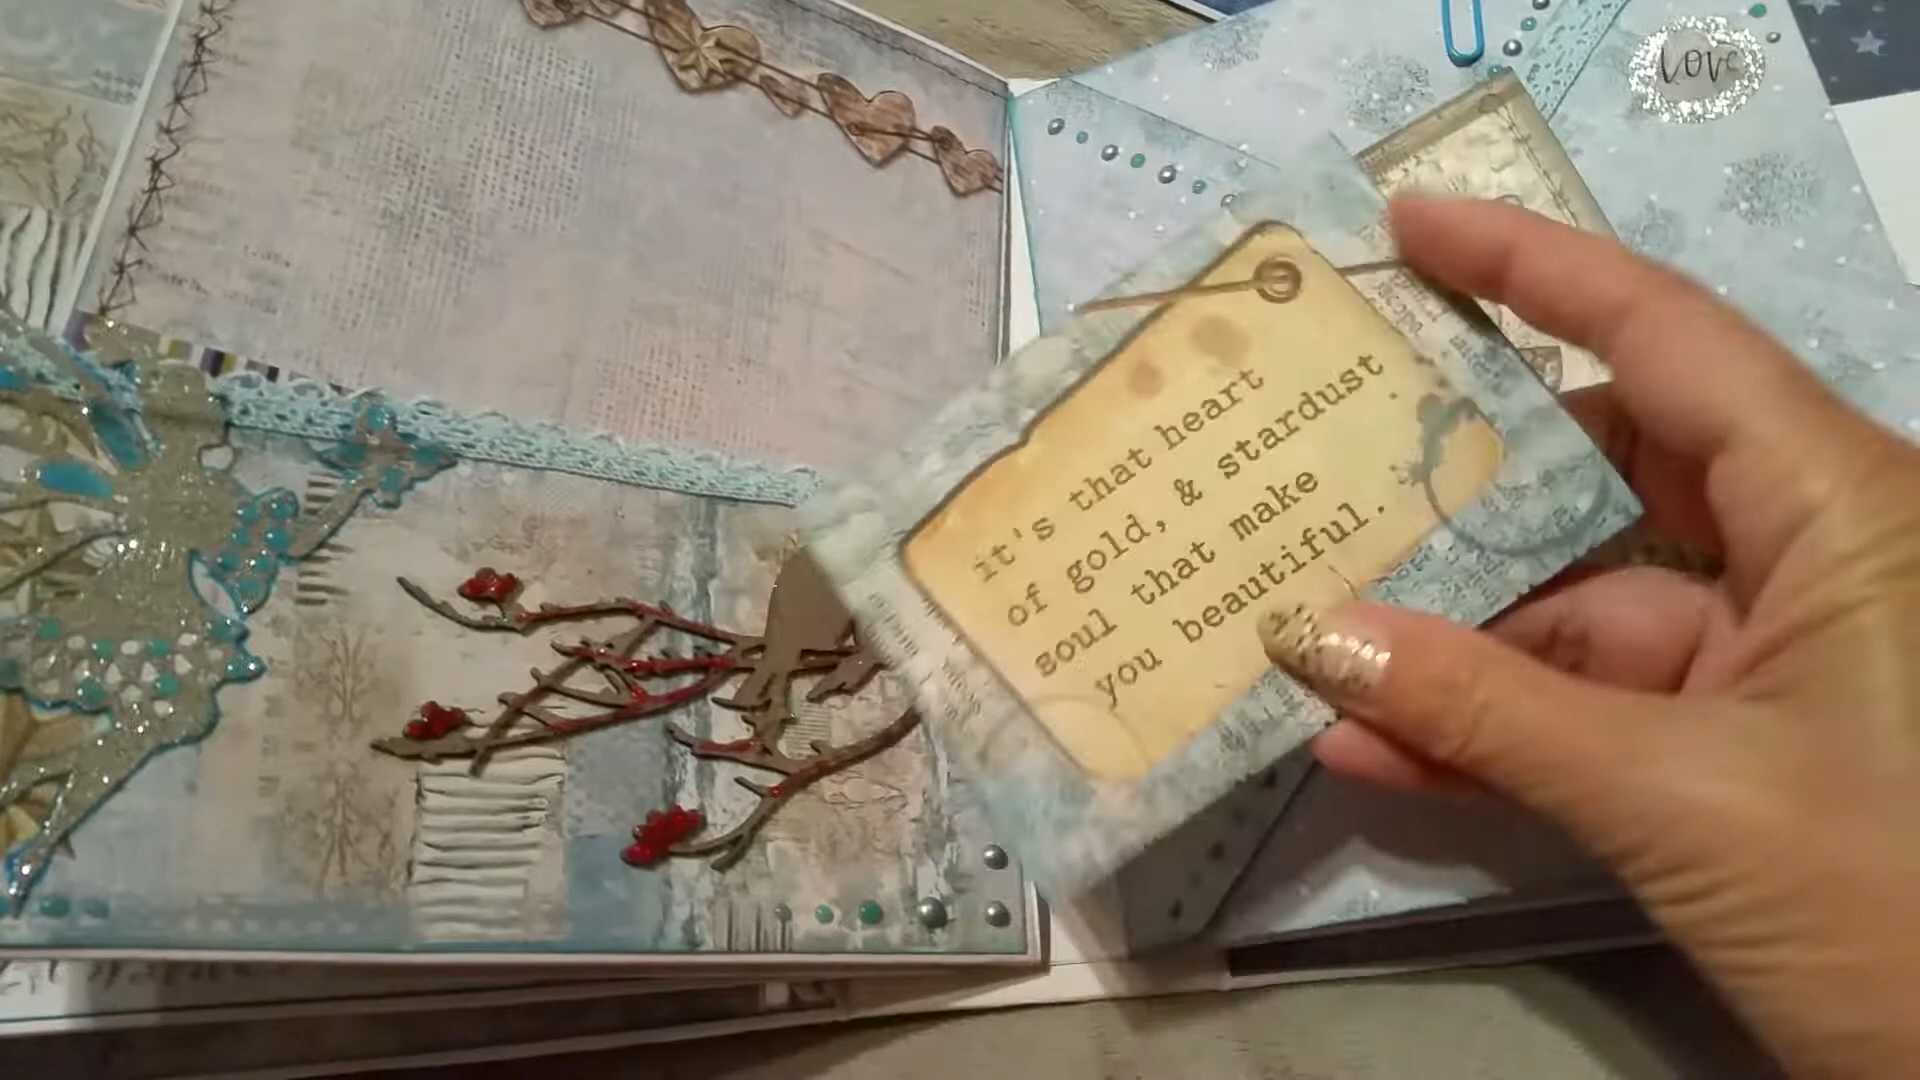 love
it's that heart
of gold, & stardust
soul that make
you beautiful.